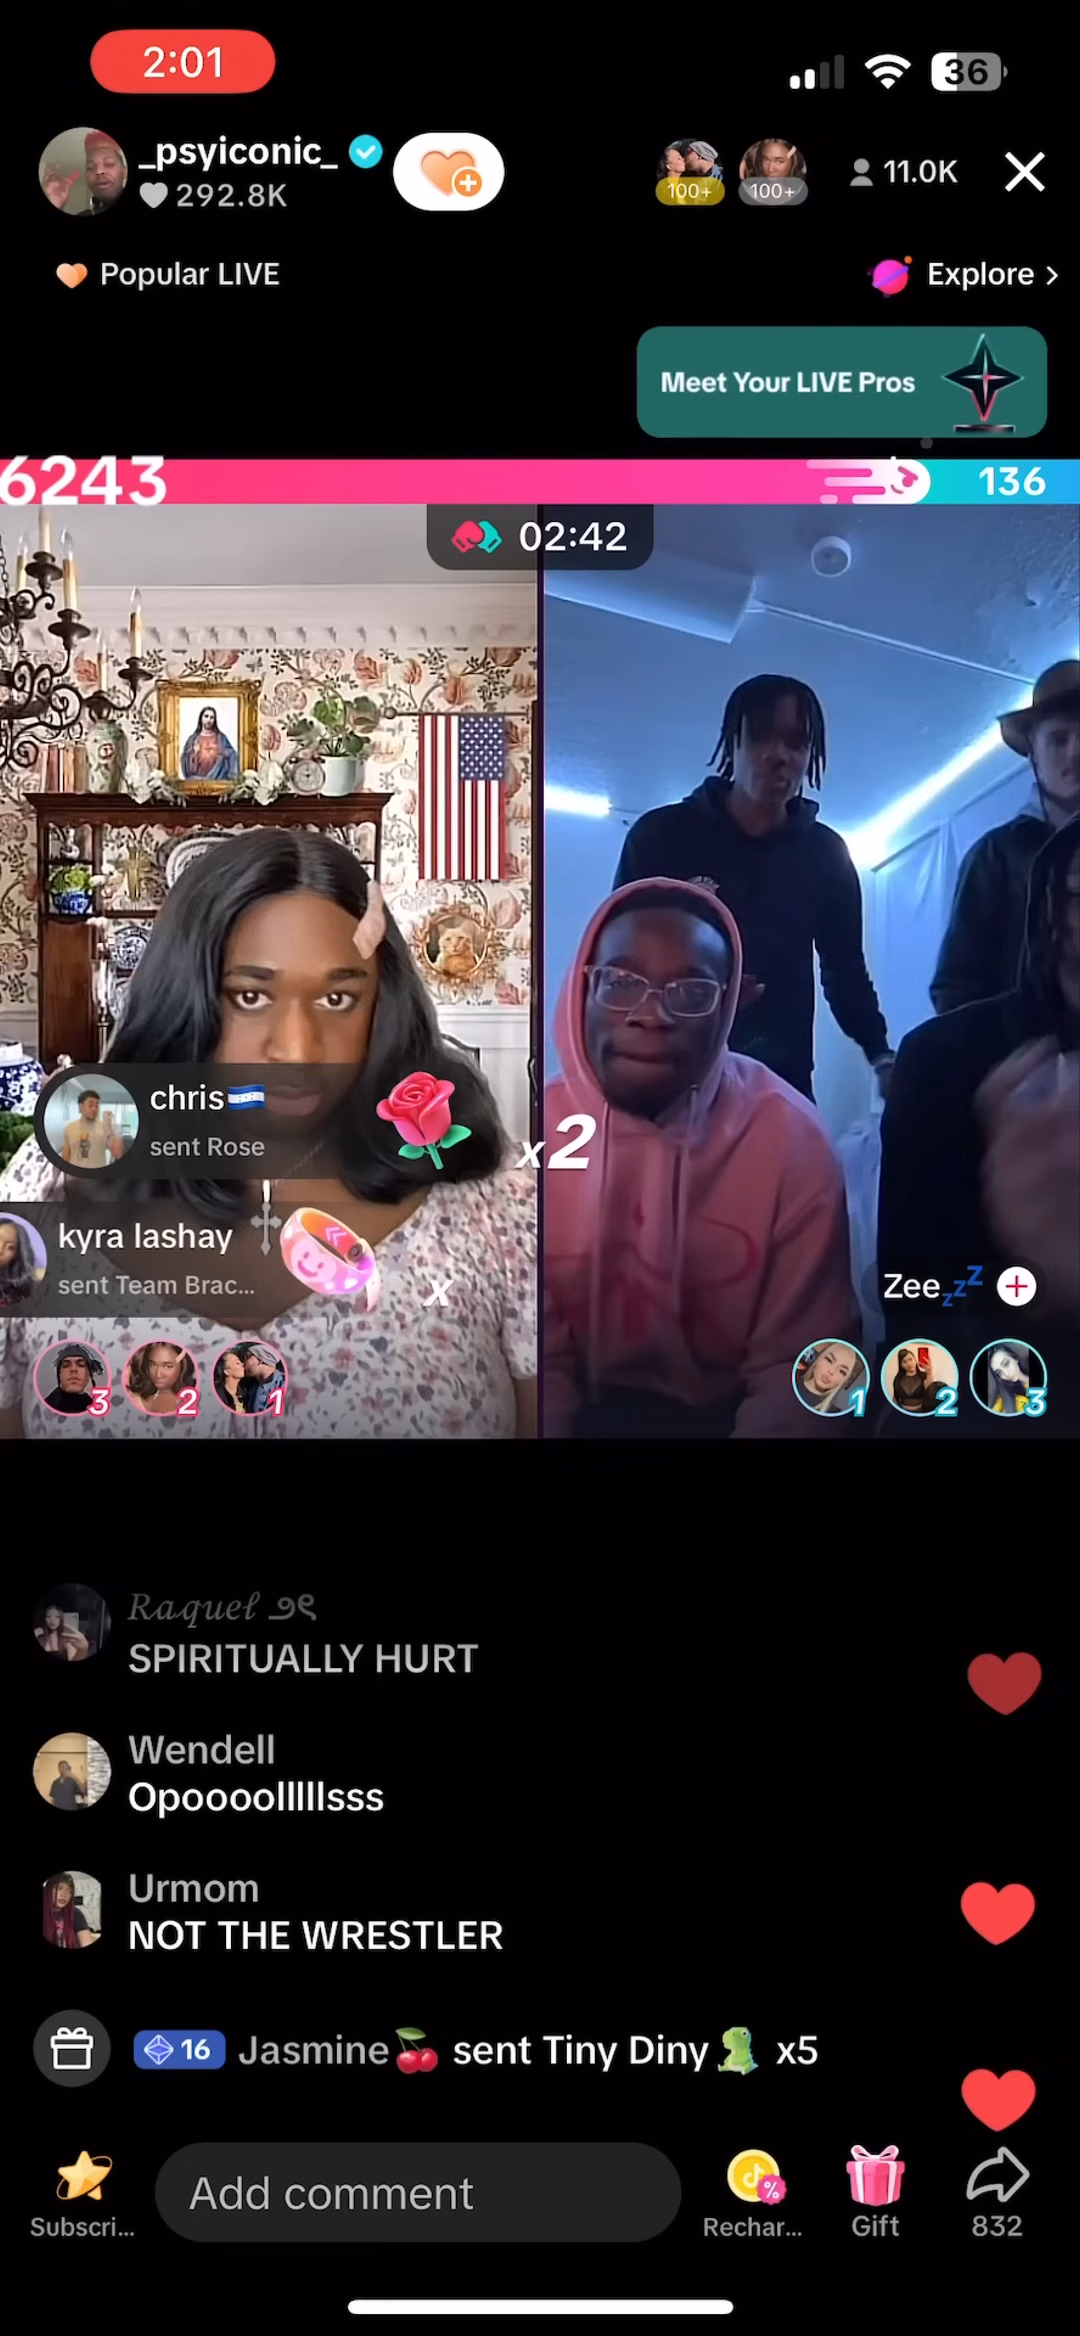 2:01
36
_psyiconic_
292.8K
100+
100+
11.0K
Popular LIVE
Explore >
Meet Your LIVE Pros
6243
136
02:42
chris
sent Rose
x2
kyra lashay
sent Team Brac...
x
Zee zzZ
3
2
1
1
2
3
Raquel ୨ৎ
SPIRITUALLY HURT
Wendell
Opoooolllllsss
Urmom
NOT THE WRESTLER
16 Jasmine🍒 sent Tiny Diny x5
Add comment
Subscri...
Rechar...
Gift
832